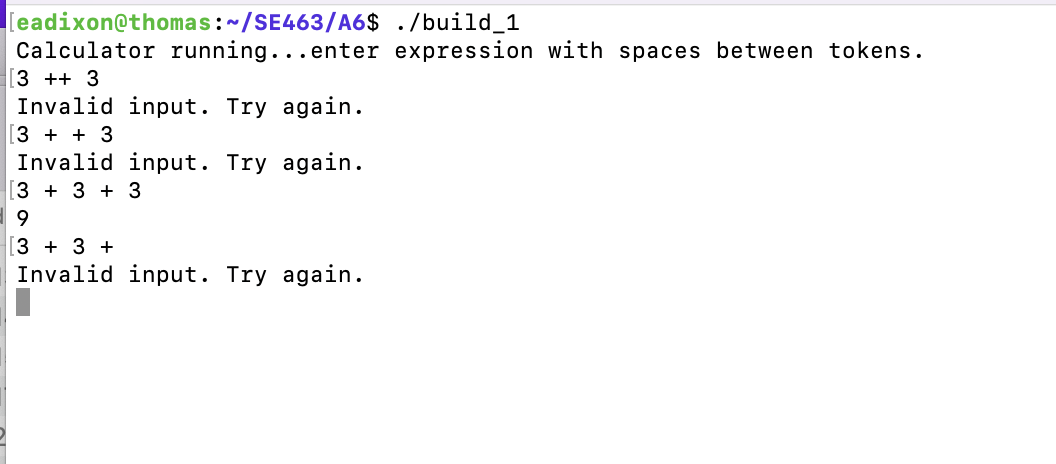 [eadixon@thomas:~/SE463/A6$ ./build_1
Calculator running...enter expression with spaces between tokens.
[3 ++ 3
Invalid input. Try again.
[3 + + 3
Invalid input. Try again.
[3 + 3 + 3
9
[3 + 3 +
Invalid input. Try again.